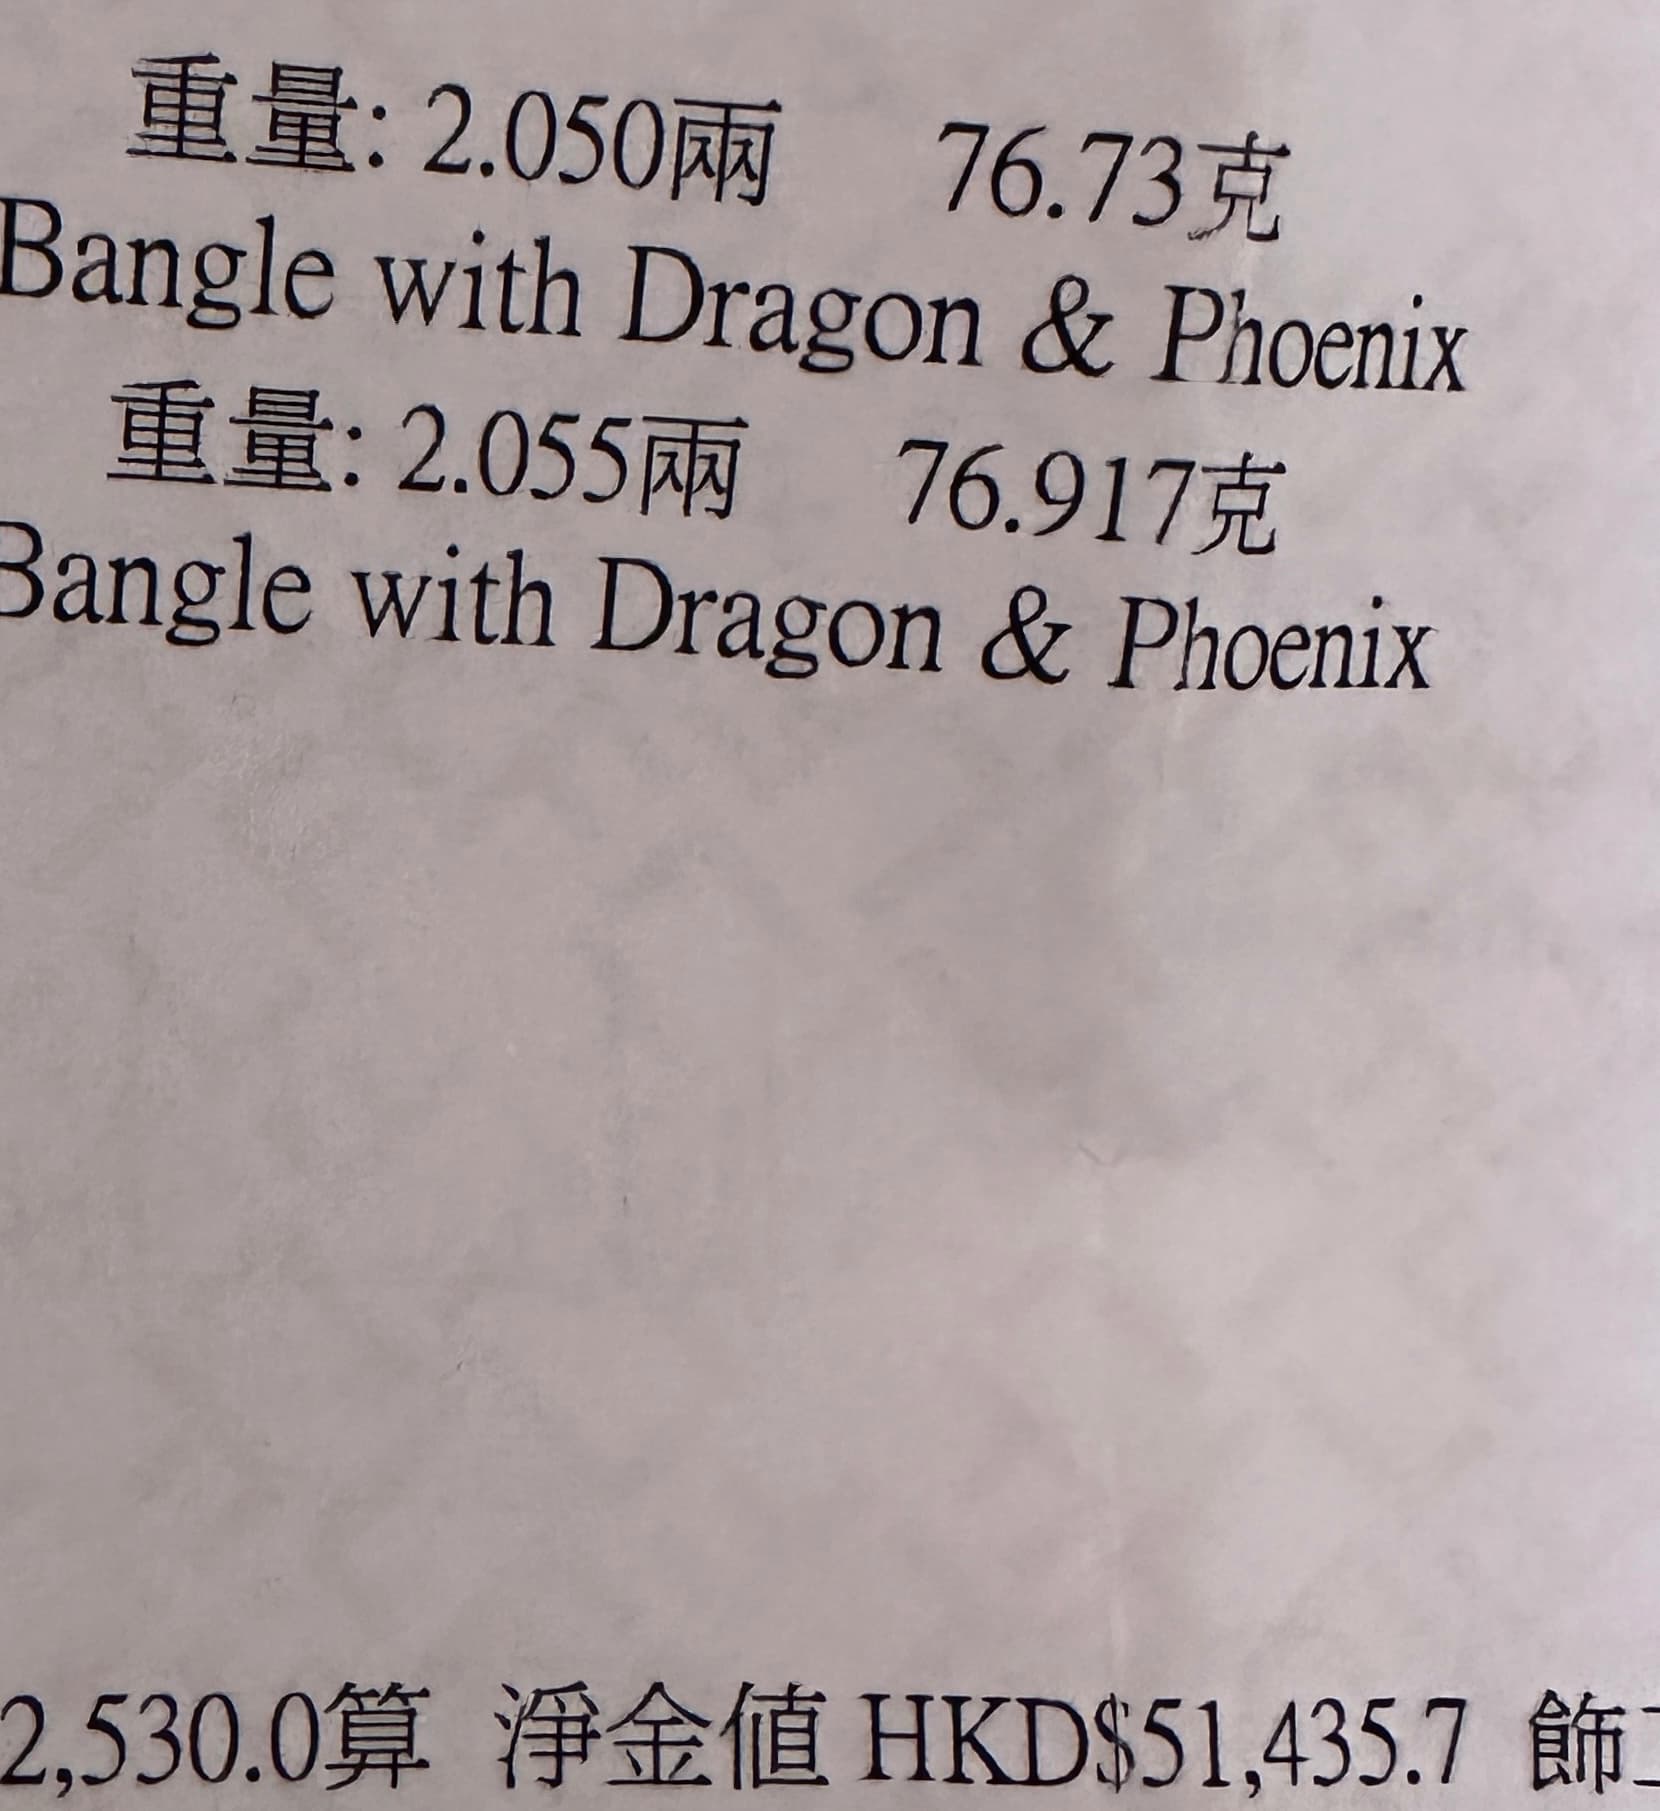 重量: 2.050兩 76.73克
Bangle with Dragon & Phoenix
重量: 2.055兩 76.917克
Bangle with Dragon & Phoenix
2,530.0算 淨金值 HKD$51,435.7 飾